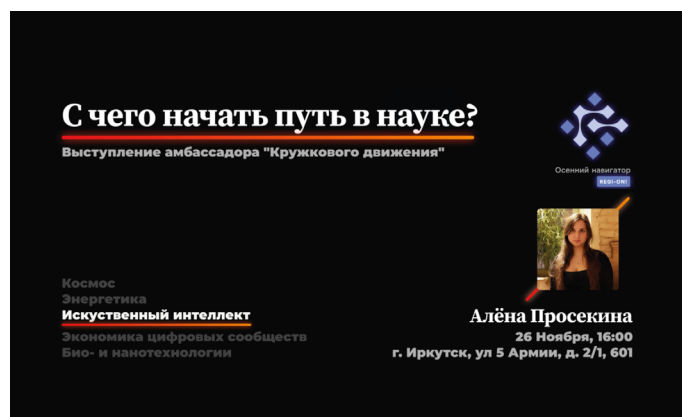 С чего начать путь в науке?
Выступление амбассадора "Кружкового движения"
Осенний навигатор
REGI-ONI
Космос
Энергетика
Искуственный интеллект
Экономика цифровых сообществ
Био- и нанотехнологии
Алёна Просекина
26 Ноября, 16:00
г. Иркутск, ул 5 Армии, д. 2/1, 601